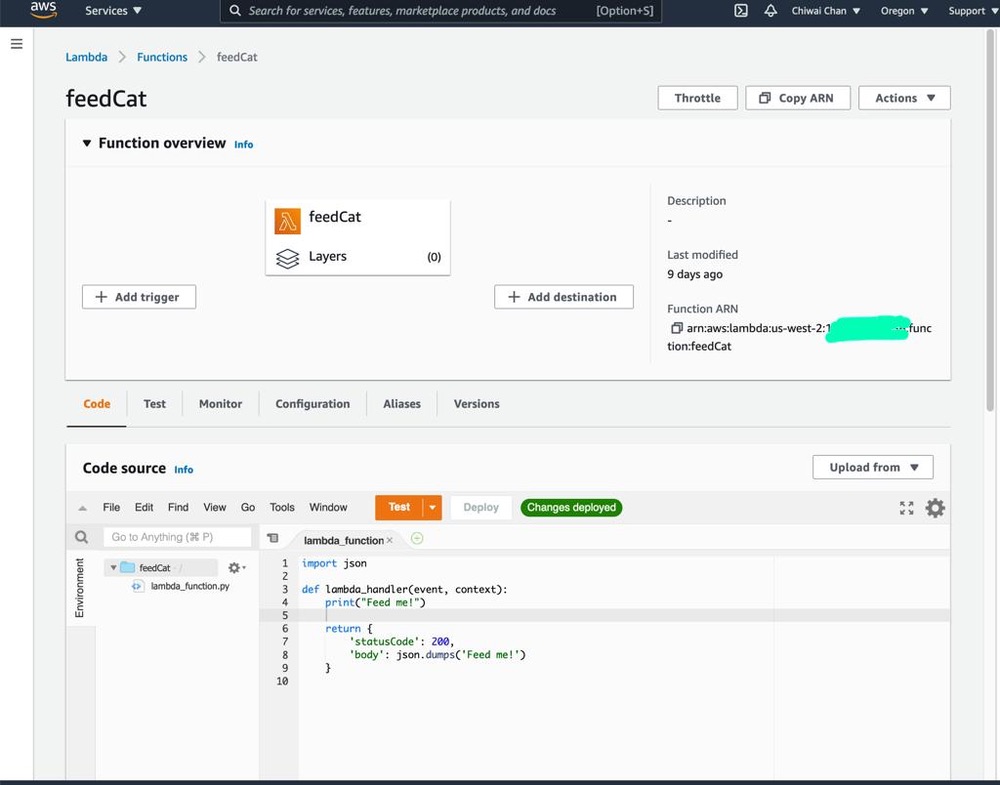 aws Services ▼ Search for services, features, marketplace products, and docs [Option+S] Chiwai Chan ▼ Oregon ▼ Support ▼
Lambda > Functions > feedCat
feedCat
Throttle
Copy ARN
Actions ▼
▼ Function overview Info
feedCat
Layers (0)
+ Add trigger
+ Add destination
Description
-
Last modified
9 days ago
Function ARN
arn:aws:lambda:us-west-2:1 :func
tion:feedCat
Code Test Monitor Configuration Aliases Versions
Code source Info
Upload from ▼
File Edit Find View Go Tools Window Test Deploy Changes deployed
Go to Anything (⌘ P)
lambda_function ×
Environment
feedCat - /
lambda_function.py
1 import json
2
3 def lambda_handler(event, context):
4 print("Feed me!")
5
6 return {
7 'statusCode': 200,
8 'body': json.dumps('Feed me!')
9 }
10